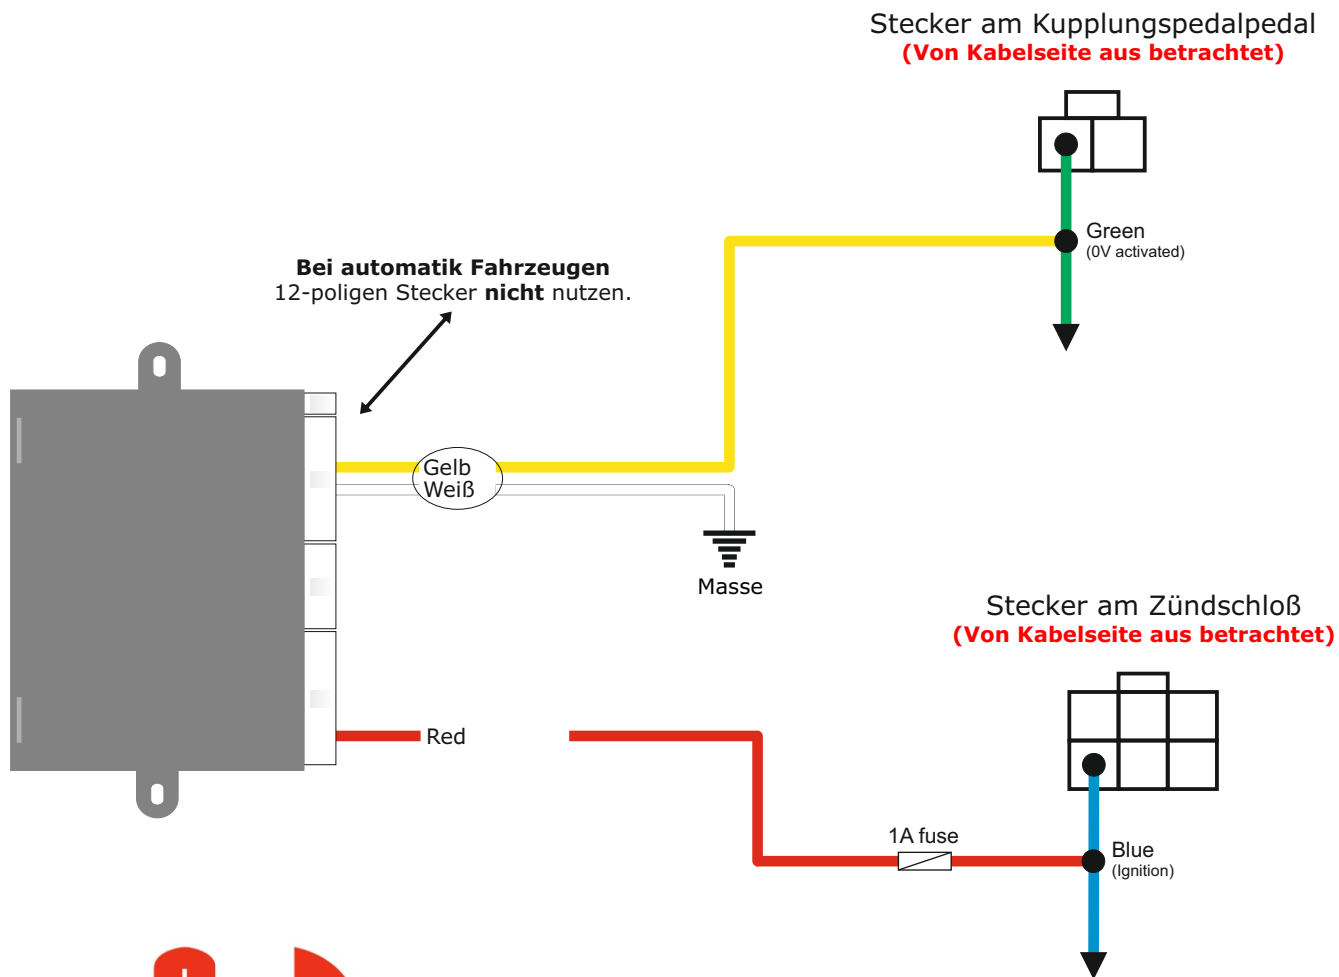 Stecker am Kupplungspedalpedal
(Von Kabelseite aus betrachtet)
Green
(0V activated)
Bei automatik Fahrzeugen
12-poligen Stecker nicht nutzen.
Gelb
Weiß
Masse
Stecker am Zündschloß
(Von Kabelseite aus betrachtet)
Red
1A fuse
Blue
(Ignition)